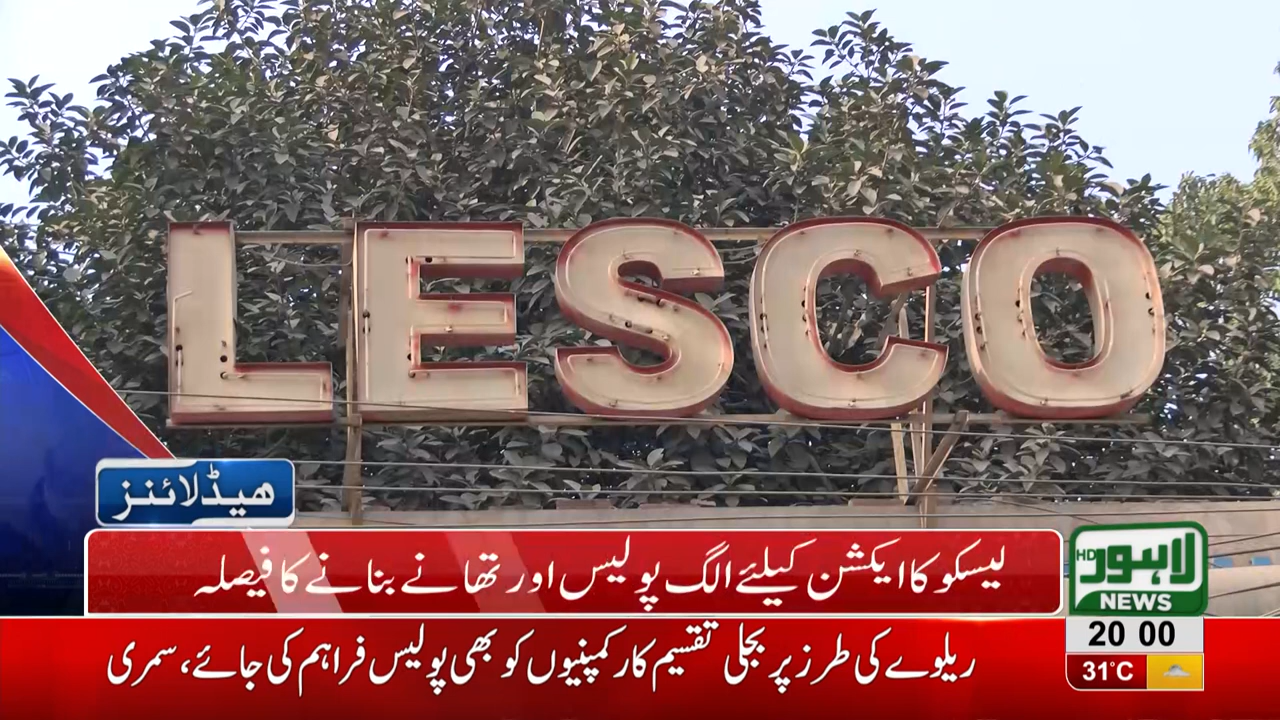 LESCO
ہیڈلائنز
لیسکو کا ایکشن کیلئے الگ پولیس اور تھانے بنانے کا فیصلہ
ریلوے کی طرز پر بجلی تقسیم کار کمپنیوں کو بھی پولیس فراہم کی جائے، سمری
HD لاہور
NEWS
20 00
31°C